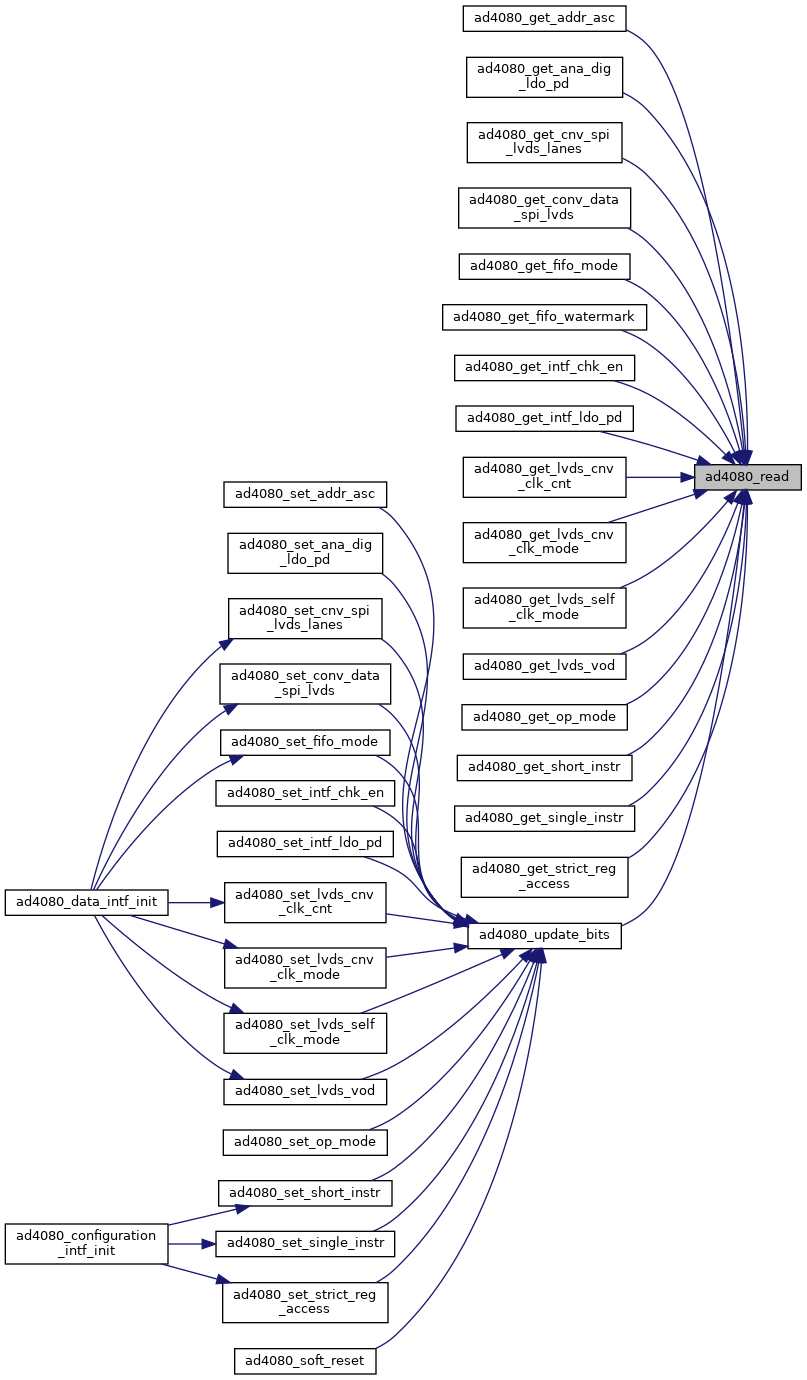 ad4080_get_addr_asc
ad4080_get_ana_dig
_ldo_pd
ad4080_get_cnv_spi
_lvds_lanes
ad4080_get_conv_data
_spi_lvds
ad4080_get_fifo_mode
ad4080_get_fifo_watermark
ad4080_get_intf_chk_en
ad4080_get_intf_ldo_pd
ad4080_get_lvds_cnv
_clk_cnt
ad4080_read
ad4080_set_addr_asc
ad4080_get_lvds_cnv
_clk_mode
ad4080_set_ana_dig
_ldo_pd
ad4080_get_lvds_self
_clk_mode
ad4080_set_cnv_spi
_lvds_lanes
ad4080_get_lvds_vod
ad4080_set_conv_data
_spi_lvds
ad4080_get_op_mode
ad4080_set_fifo_mode
ad4080_get_short_instr
ad4080_set_intf_chk_en
ad4080_get_single_instr
ad4080_set_intf_ldo_pd
ad4080_get_strict_reg
_access
ad4080_data_intf_init
ad4080_set_lvds_cnv
_clk_cnt
ad4080_update_bits
ad4080_set_lvds_cnv
_clk_mode
ad4080_set_lvds_self
_clk_mode
ad4080_set_lvds_vod
ad4080_set_op_mode
ad4080_set_short_instr
ad4080_configuration
_intf_init
ad4080_set_single_instr
ad4080_set_strict_reg
_access
ad4080_soft_reset